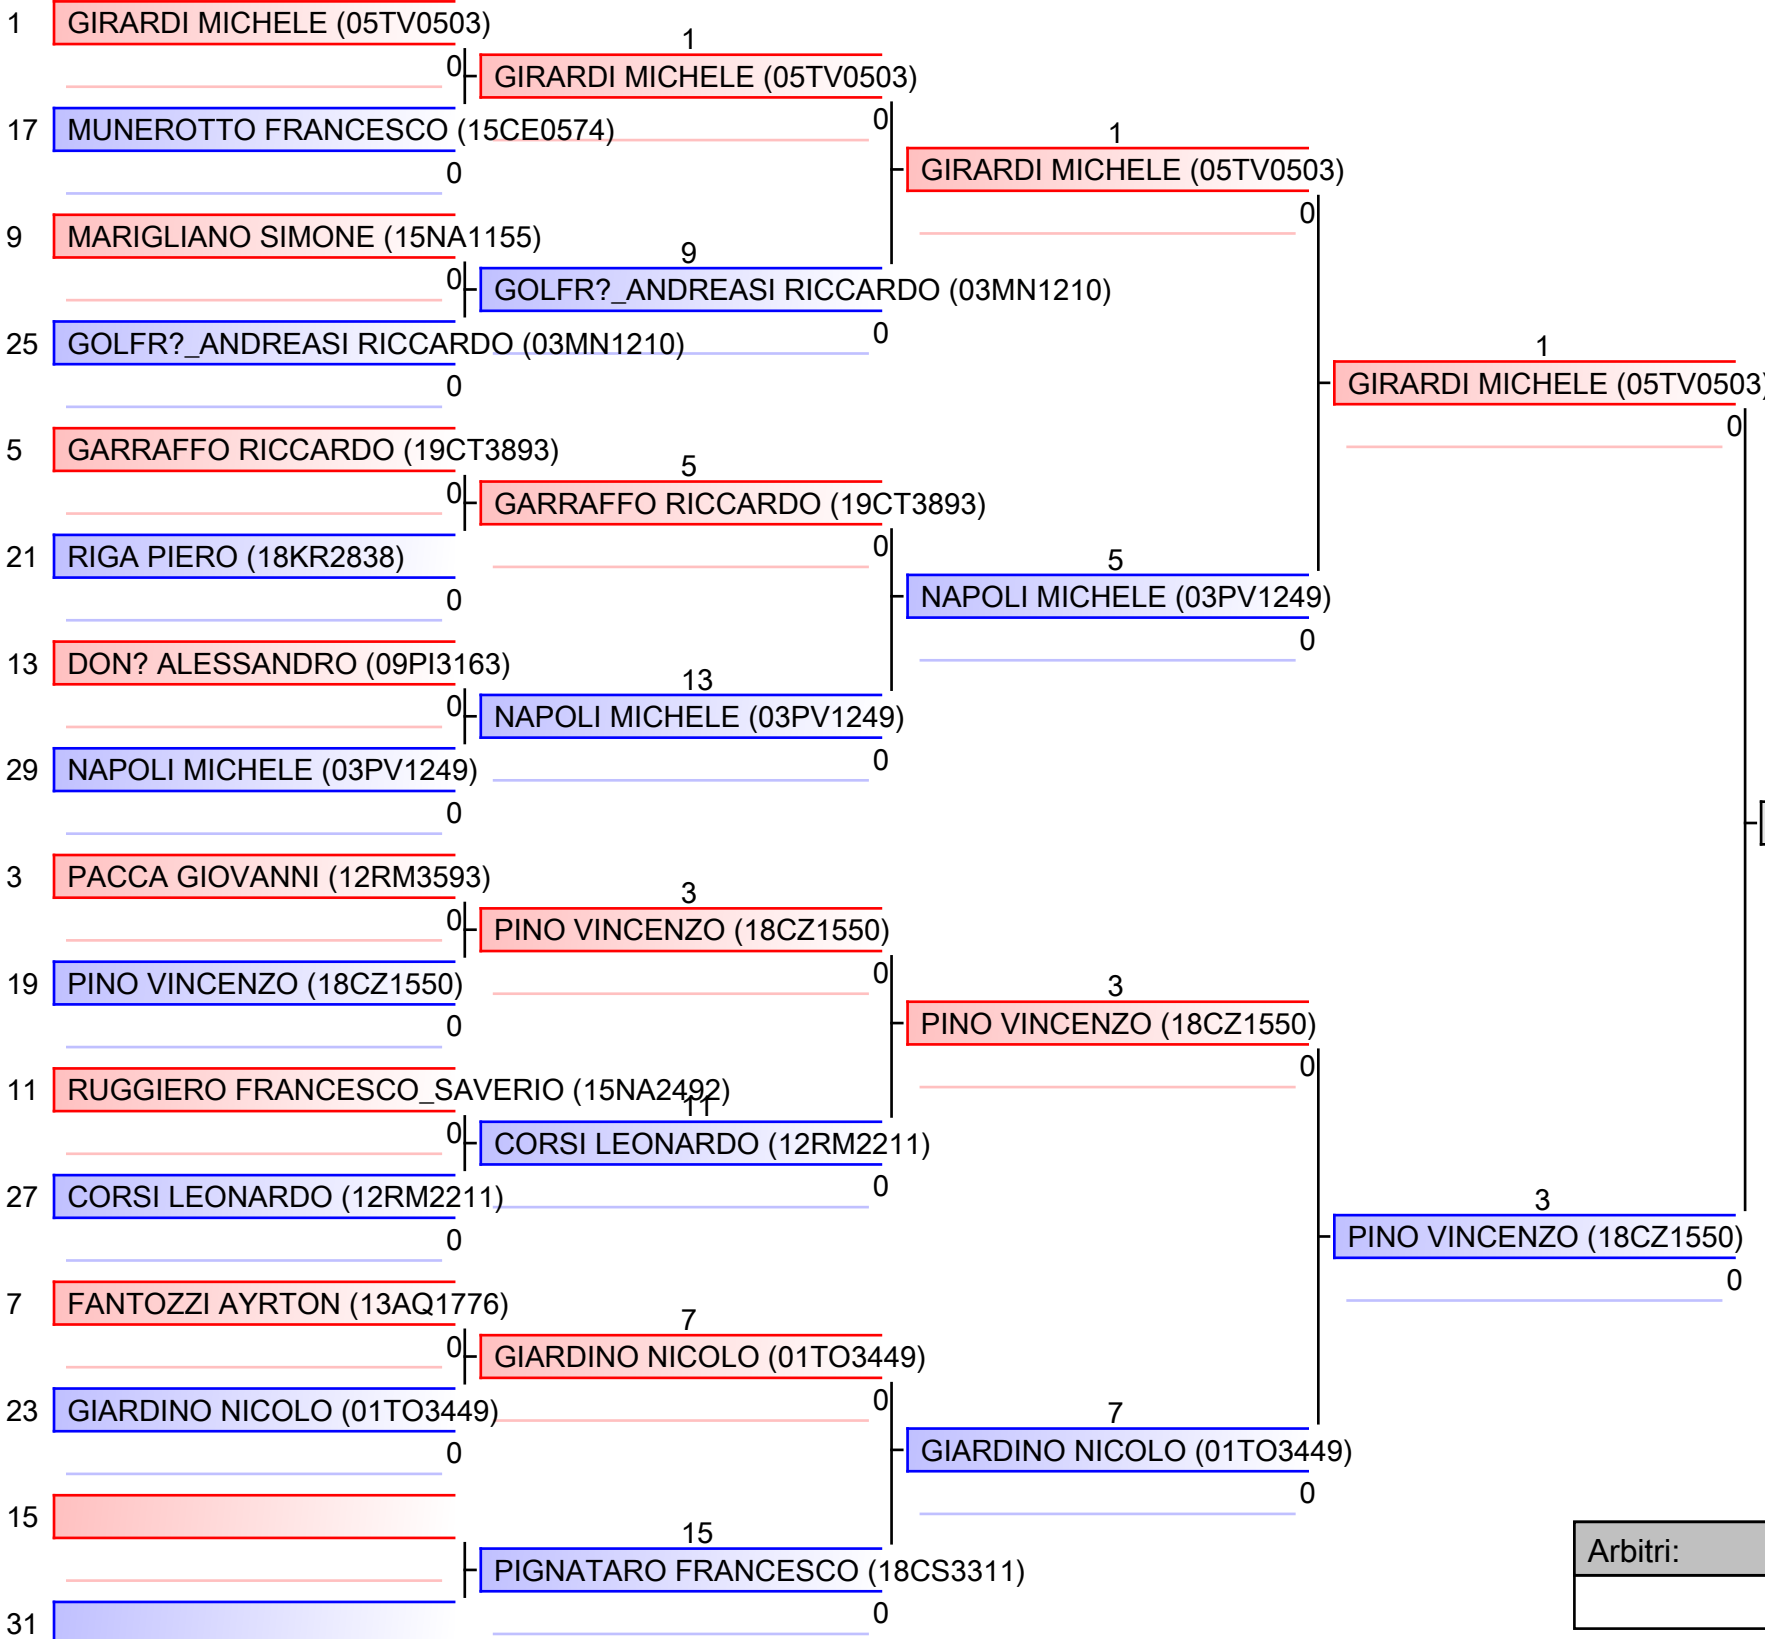 1 GIRARDI MICHELE (05TV0503)
0
17 MUNEROTTO FRANCESCO (15CE0574)
0
9 MARIGLIANO SIMONE (15NA1155)
0
25 GOLFR?_ANDREASI RICCARDO (03MN1210)
0
5 GARRAFFO RICCARDO (19CT3893)
0
21 RIGA PIERO (18KR2838)
0
13 DON? ALESSANDRO (09PI3163)
0
29 NAPOLI MICHELE (03PV1249)
0
3 PACCA GIOVANNI (12RM3593)
0
19 PINO VINCENZO (18CZ1550)
0
11 RUGGIERO FRANCESCO_SAVERIO (15NA2492)
0
27 CORSI LEONARDO (12RM2211)
0
7 FANTOZZI AYRTON (13AQ1776)
0
23 GIARDINO NICOLO (01TO3449)
0
15
31
1
GIRARDI MICHELE (05TV0503)
0
9
GOLFR?_ANDREASI RICCARDO (03MN1210)
0
5
GARRAFFO RICCARDO (19CT3893)
0
13
NAPOLI MICHELE (03PV1249)
0
3
PINO VINCENZO (18CZ1550)
0
11
CORSI LEONARDO (12RM2211)
0
7
GIARDINO NICOLO (01TO3449)
0
15
PIGNATARO FRANCESCO (18CS3311)
0
1
GIRARDI MICHELE (05TV0503)
0
5
NAPOLI MICHELE (03PV1249)
0
3
PINO VINCENZO (18CZ1550)
0
7
GIARDINO NICOLO (01TO3449)
0
1
GIRARDI MICHELE (05TV0503)
0
3
PINO VINCENZO (18CZ1550)
0
Arbitri: